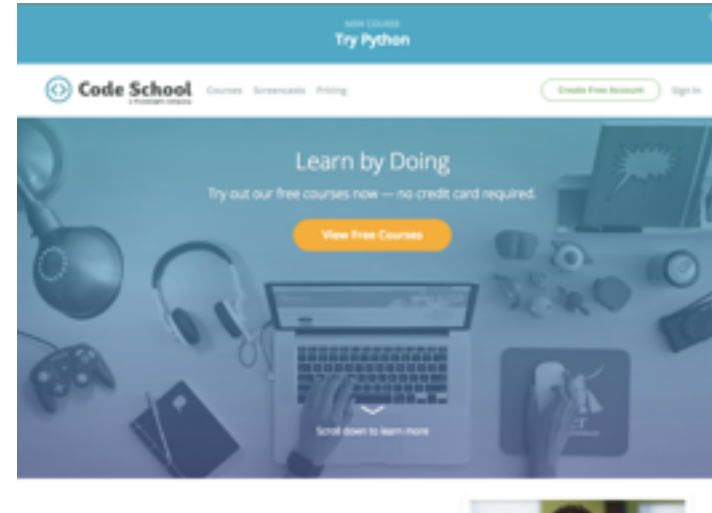 NEW COURSE
Try Python
Code School
Courses Screencasts Pricing
Create Free Account Sign In
Learn by Doing
Try out our free courses now — no credit card required.
View Free Courses
Scroll down to learn more